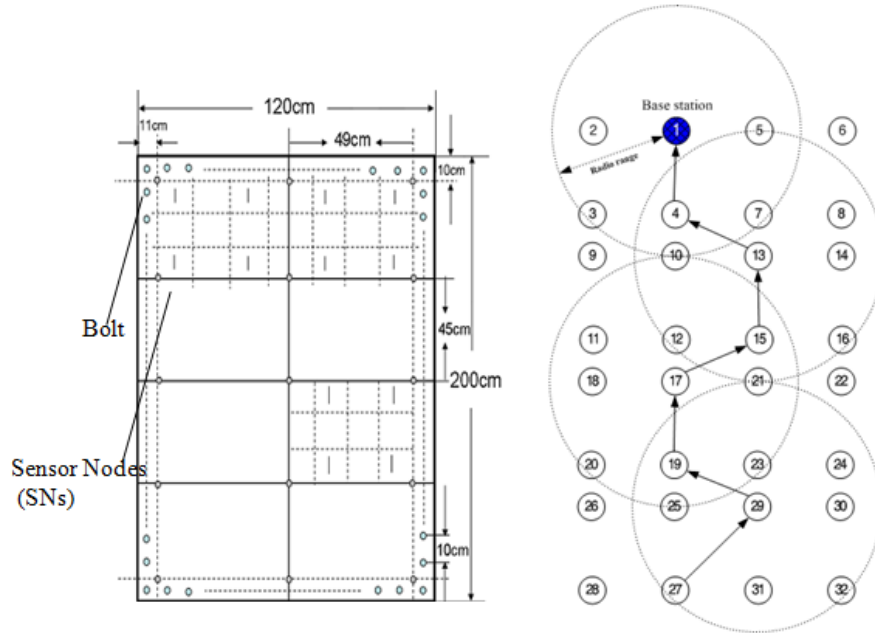 120cm
11cm
49cm
10cm
Bolt
45cm
200cm
Sensor Nodes
(SNs)
10cm
Base station
2
1
5
6
Radio range
3
4
7
8
9
10
13
14
11
12
15
16
18
17
21
22
20
19
23
24
26
25
29
30
28
27
31
32